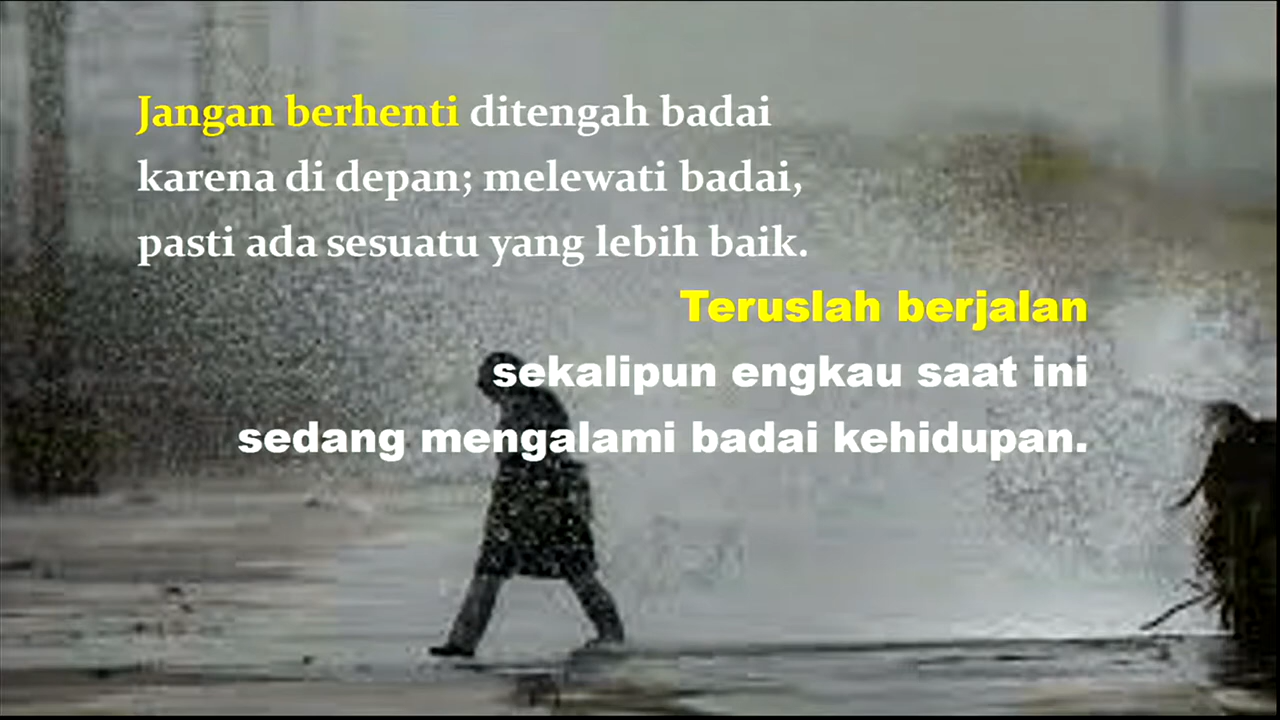 Jangan berhenti ditengah badai
karena di depan; melewati badai,
pasti ada sesuatu yang lebih baik.
Teruslah berjalan
sekalipun engkau saat ini
sedang mengalami badai kehidupan.